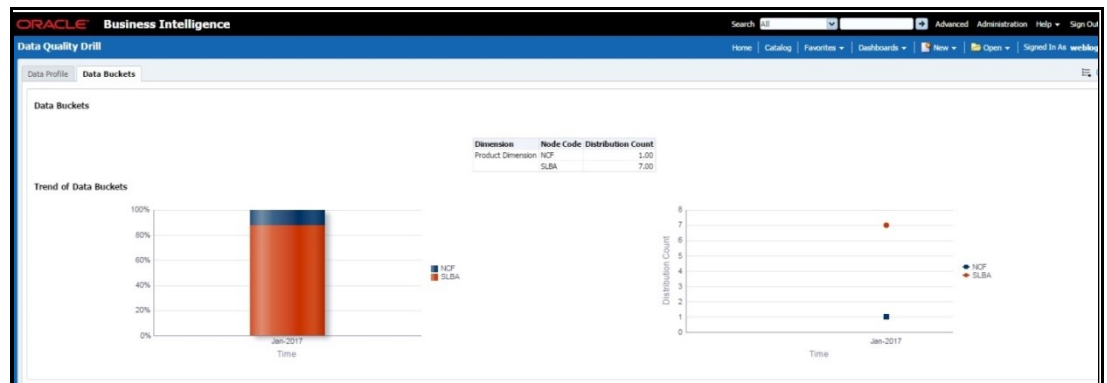 ORACLE Business Intelligence Search All Advanced Administration Help Sign Out
Data Quality Drill Home Catalog Favorites Dashboards New Open Signed In As weblog
Data Profile Data Buckets
Data Buckets
Dimension Node Code Distribution Count
Product Dimension NCF 1.00
SLBA 7.00
Trend of Data Buckets
100%
80%
60%
40%
20%
0%
Jan-2017
Time
NCF
SLBA
Distribution Count
8
7
6
5
4
3
2
1
0
Jan-2017
Time
NCF
SLBA